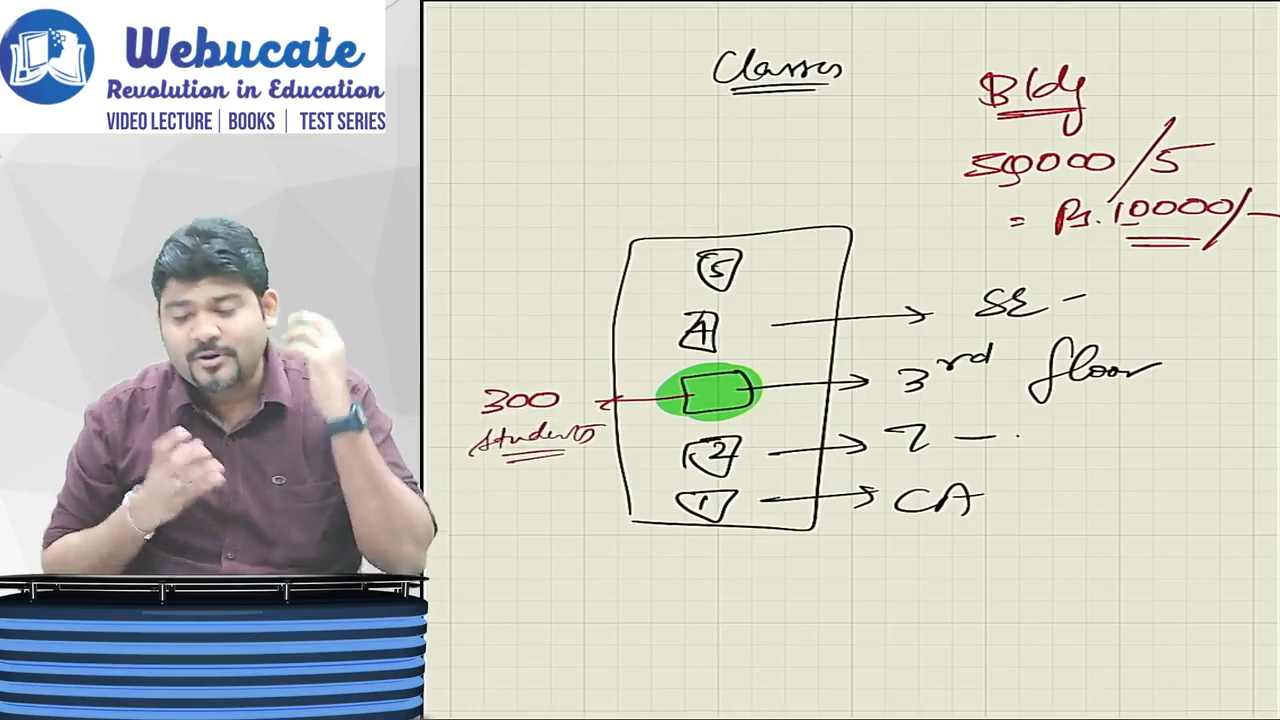 Webucate
Revolution in Education
VIDEO LECTURE | BOOKS | TEST SERIES
Classes
Bldg
50000/5
= Rs. 10000/-
5
4
3rd floor
300
students
2
1
CA